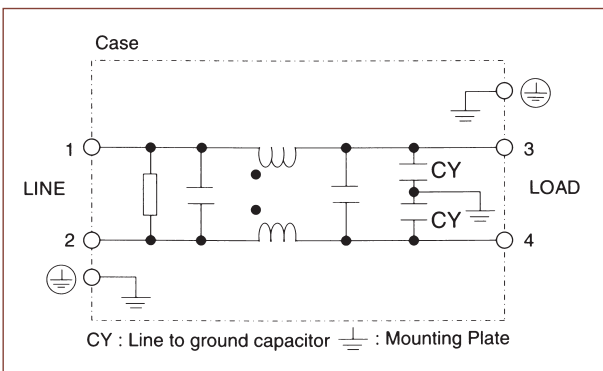 Case
1
3
CY
LINE
LOAD
CY
2
4
CY : Line to ground capacitor : Mounting Plate